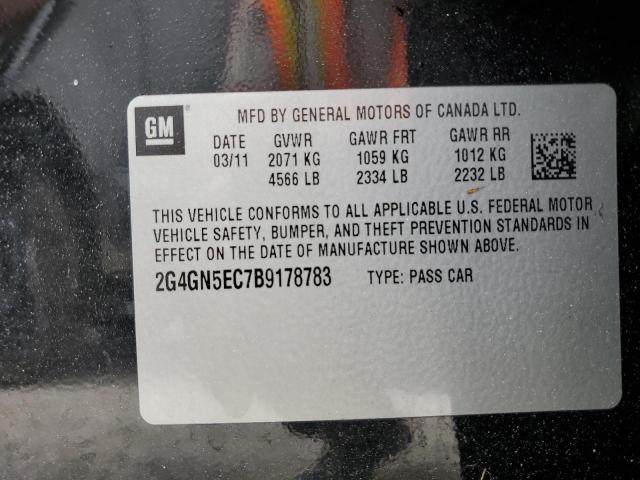 GM
MFD BY GENERAL MOTORS OF CANADA LTD.
DATE GVWR GAWR FRT GAWR RR
03/11 2071 KG 1059 KG 1012 KG
4566 LB 2334 LB 2232 LB
THIS VEHICLE CONFORMS TO ALL APPLICABLE U.S. FEDERAL MOTOR
VEHICLE SAFETY, BUMPER, AND THEFT PREVENTION STANDARDS IN
EFFECT ON THE DATE OF MANUFACTURE SHOWN ABOVE.
2G4GN5EC7B9178783 TYPE: PASS CAR